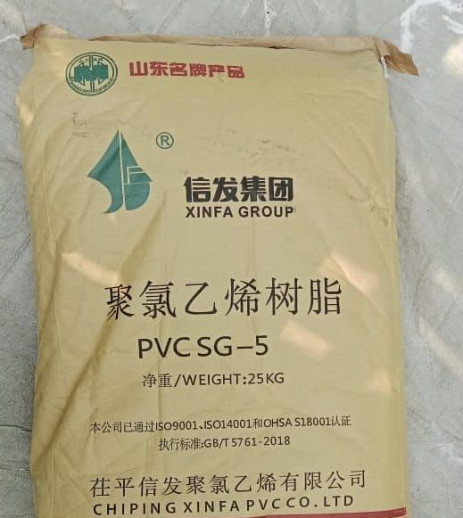 山东名牌产品
®
信发集团
XINFA GROUP
聚氯乙烯树脂
PVC SG-5
净重/WEIGHT:25KG
本公司已通过ISO9001、ISO14001和OHSAS18001认证
执行标准:GB/T5761-2018
茌平信发聚氯乙烯有限公司
CHIPING XINFA PVC CO. LTD